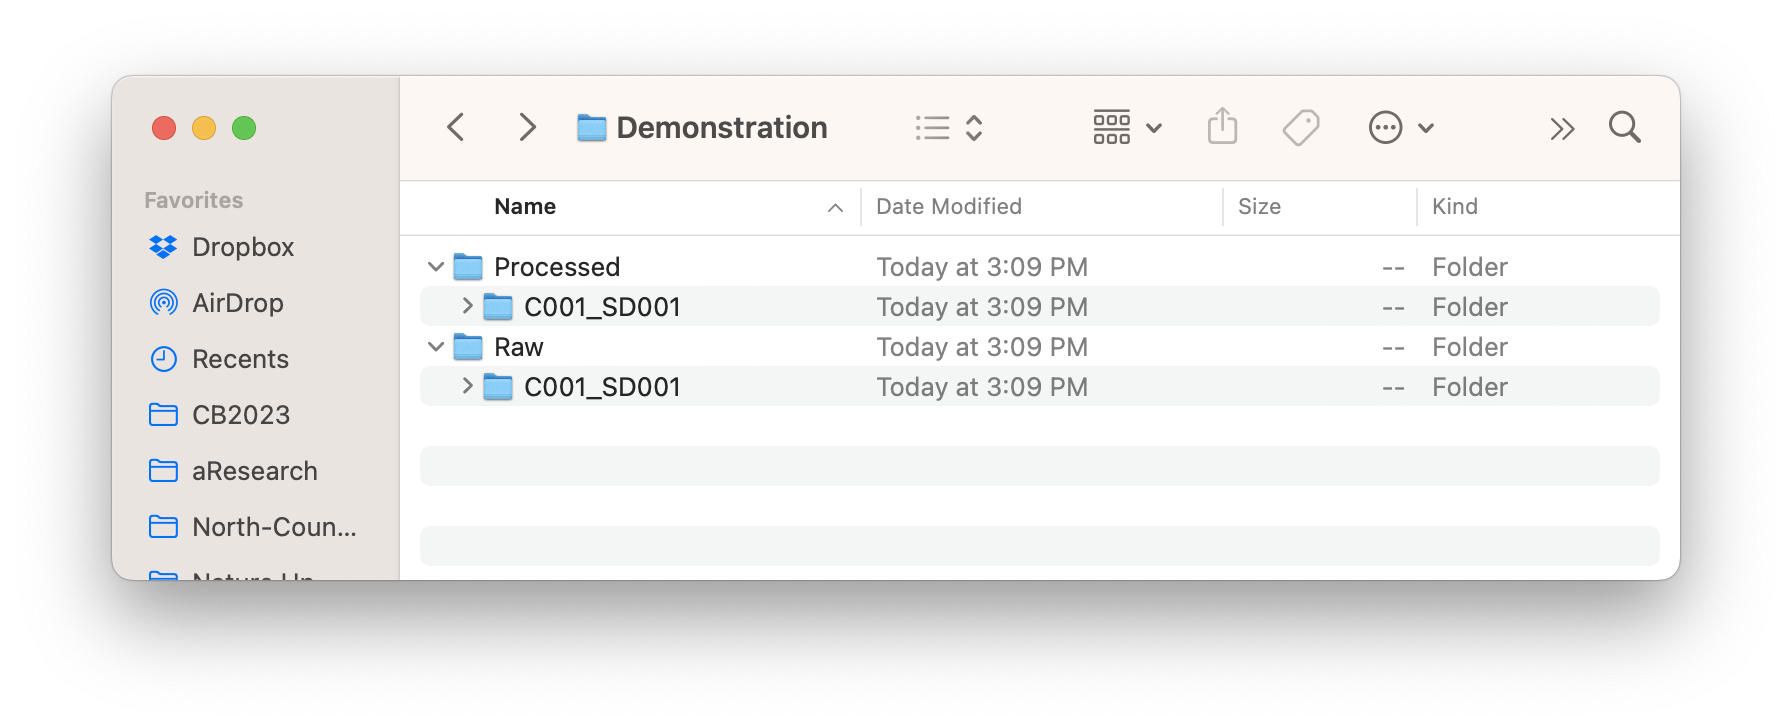 Demonstration
Favorites
Dropbox
AirDrop
Recents
CB2023
aResearch
North-Coun...
Name Date Modified Size Kind
Processed Today at 3:09 PM -- Folder
C001_SD001 Today at 3:09 PM -- Folder
Raw Today at 3:09 PM -- Folder
C001_SD001 Today at 3:09 PM -- Folder